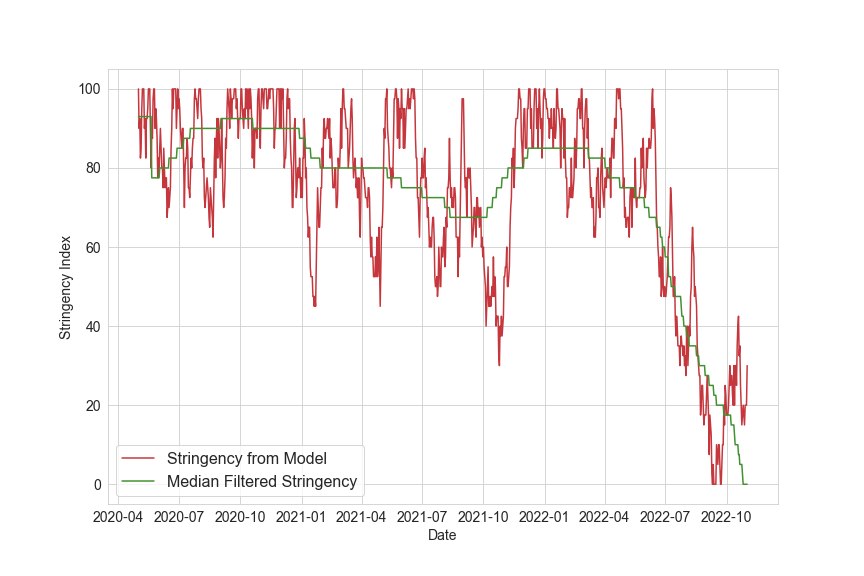 100
80
60
40
20
0
Stringency Index
Stringency from Model
Median Filtered Stringency
2020-04 2020-07 2020-10 2021-01 2021-04 2021-07 2021-10 2022-01 2022-04 2022-07 2022-10
Date